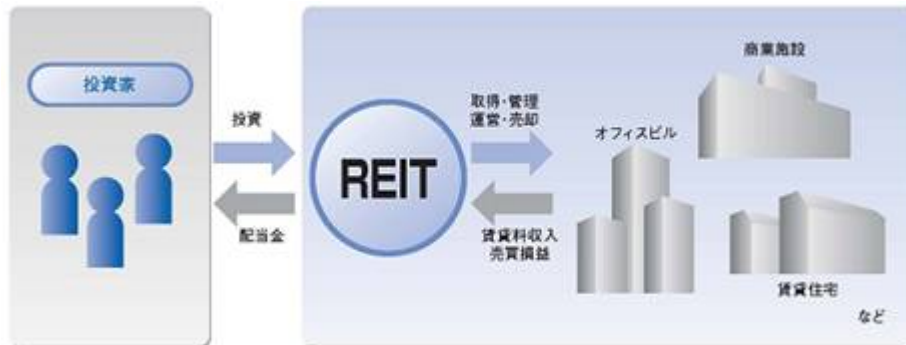 投資家
投資
配当金
REIT
取得・管理
運営・売却
賃貸料収入
売買損益
オフィスビル
商業施設
賃貸住宅
など